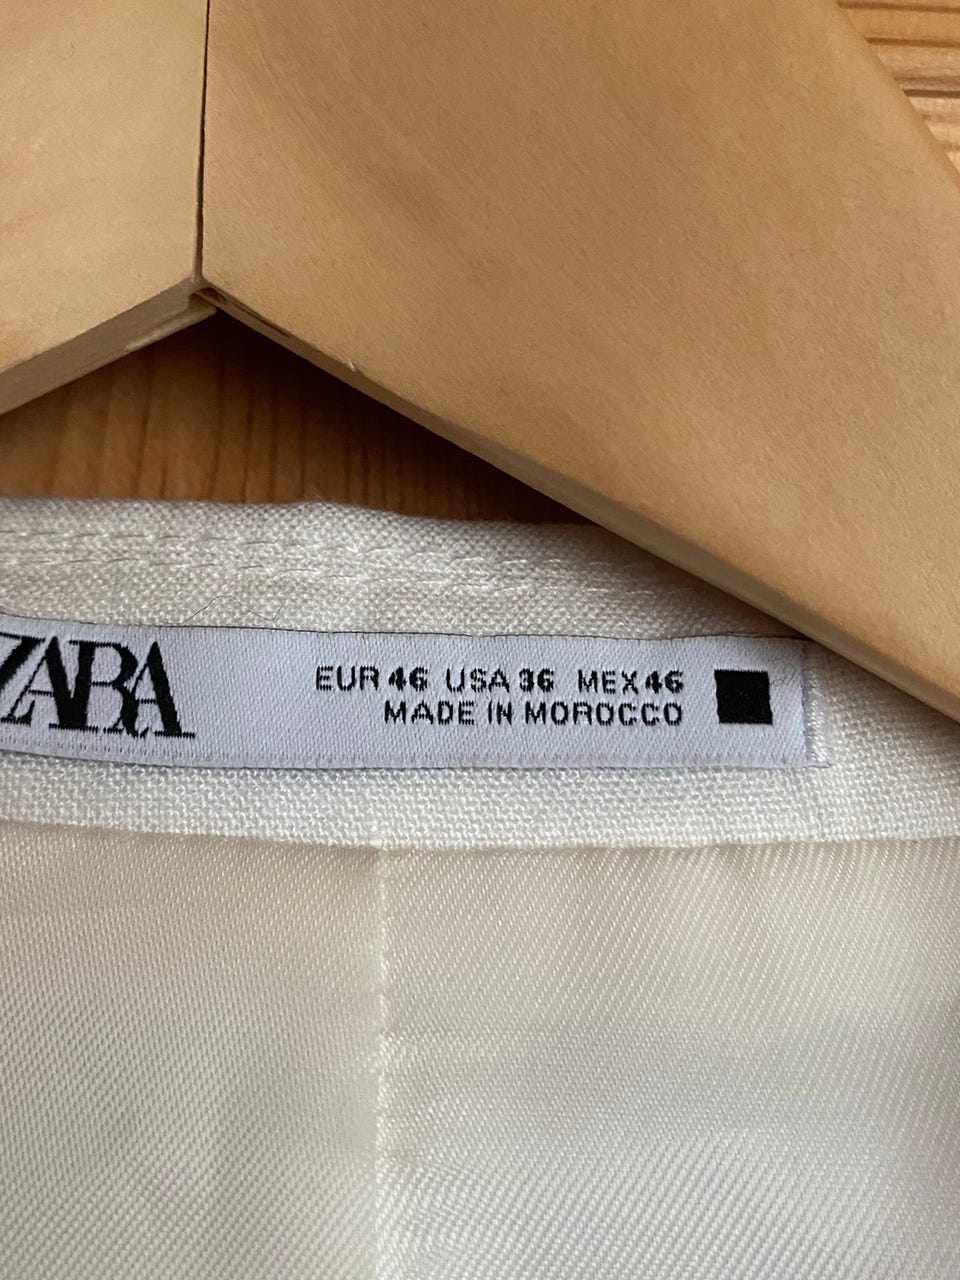 ZARA
EUR 46 USA 36 MEX 46
MADE IN MOROCCO